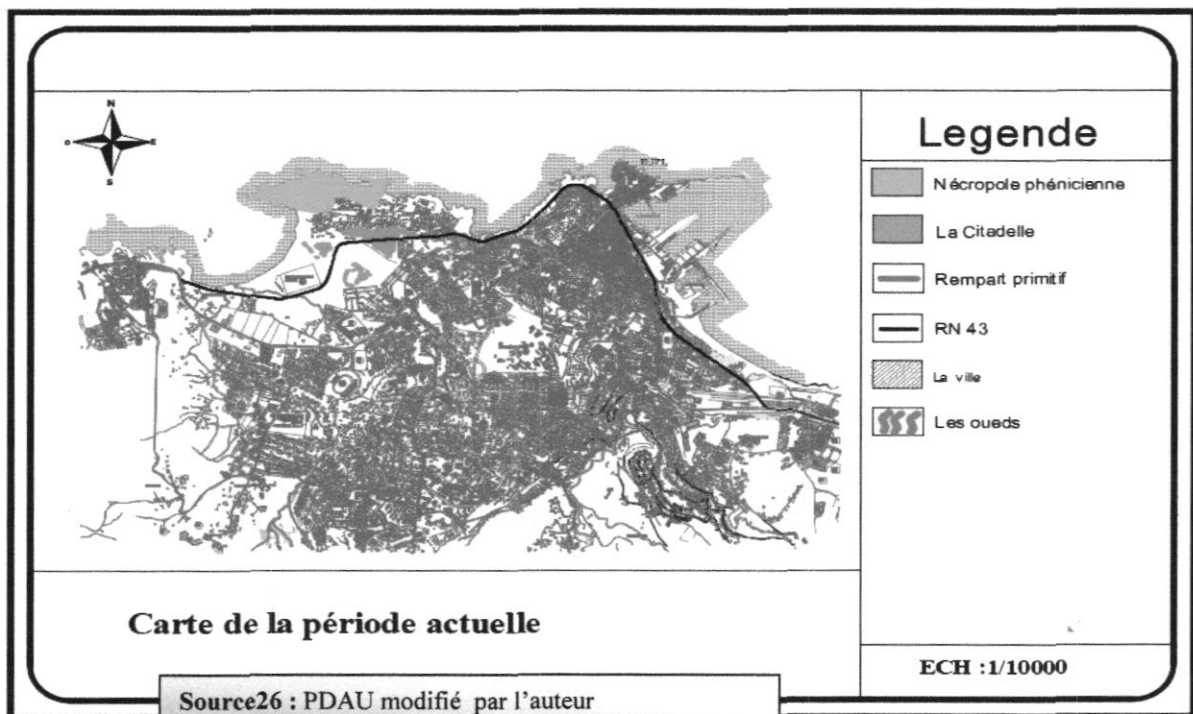 N
O
E
S
Legende
Nécropole phénicienne
La Citadelle
Rempart primitif
RN 43
La ville
Les oueds
Carte de la période actuelle
ECH :1/10000
Source26 : PDAU modifié par l'auteur